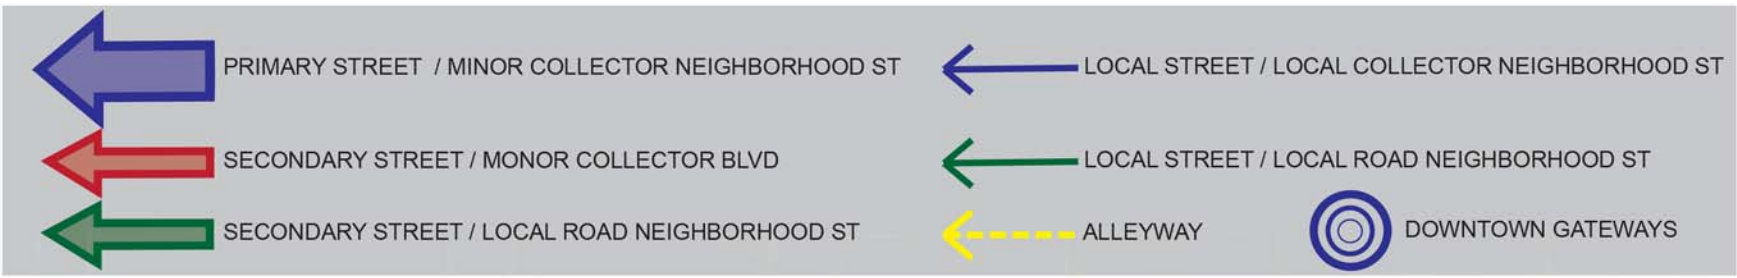 PRIMARY STREET / MINOR COLLECTOR NEIGHBORHOOD ST
SECONDARY STREET / MONOR COLLECTOR BLVD
SECONDARY STREET / LOCAL ROAD NEIGHBORHOOD ST
LOCAL STREET / LOCAL COLLECTOR NEIGHBORHOOD ST
LOCAL STREET / LOCAL ROAD NEIGHBORHOOD ST
ALLEYWAY
DOWNTOWN GATEWAYS